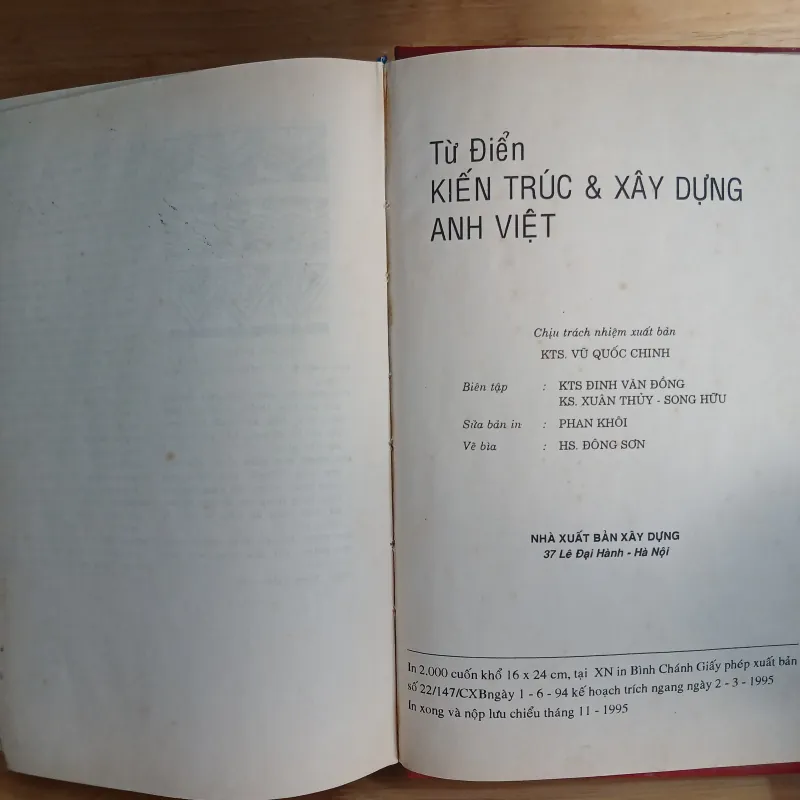 Từ Điển
KIẾN TRÚC & XÂY DỰNG
ANH VIỆT
Chịu trách nhiệm xuất bản
KTS. VŨ QUỐC CHINH
Biên tập : KTS ĐINH VĂN ĐỒNG
KS. XUÂN THỦY - SONG HỮU
Sửa bản in : PHAN KHÔI
Vẽ bìa : HS. ĐÔNG SƠN
NHÀ XUẤT BẢN XÂY DỰNG
37 Lê Đại Hành - Hà Nội
In 2.000 cuốn khổ 16 x 24 cm, tại XN in Bình Chánh Giấy phép xuất bản
số 22/147/CXBngày 1 - 6 - 94 kế hoạch trích ngang ngày 2 - 3 - 1995
In xong và nộp lưu chiểu tháng 11 - 1995